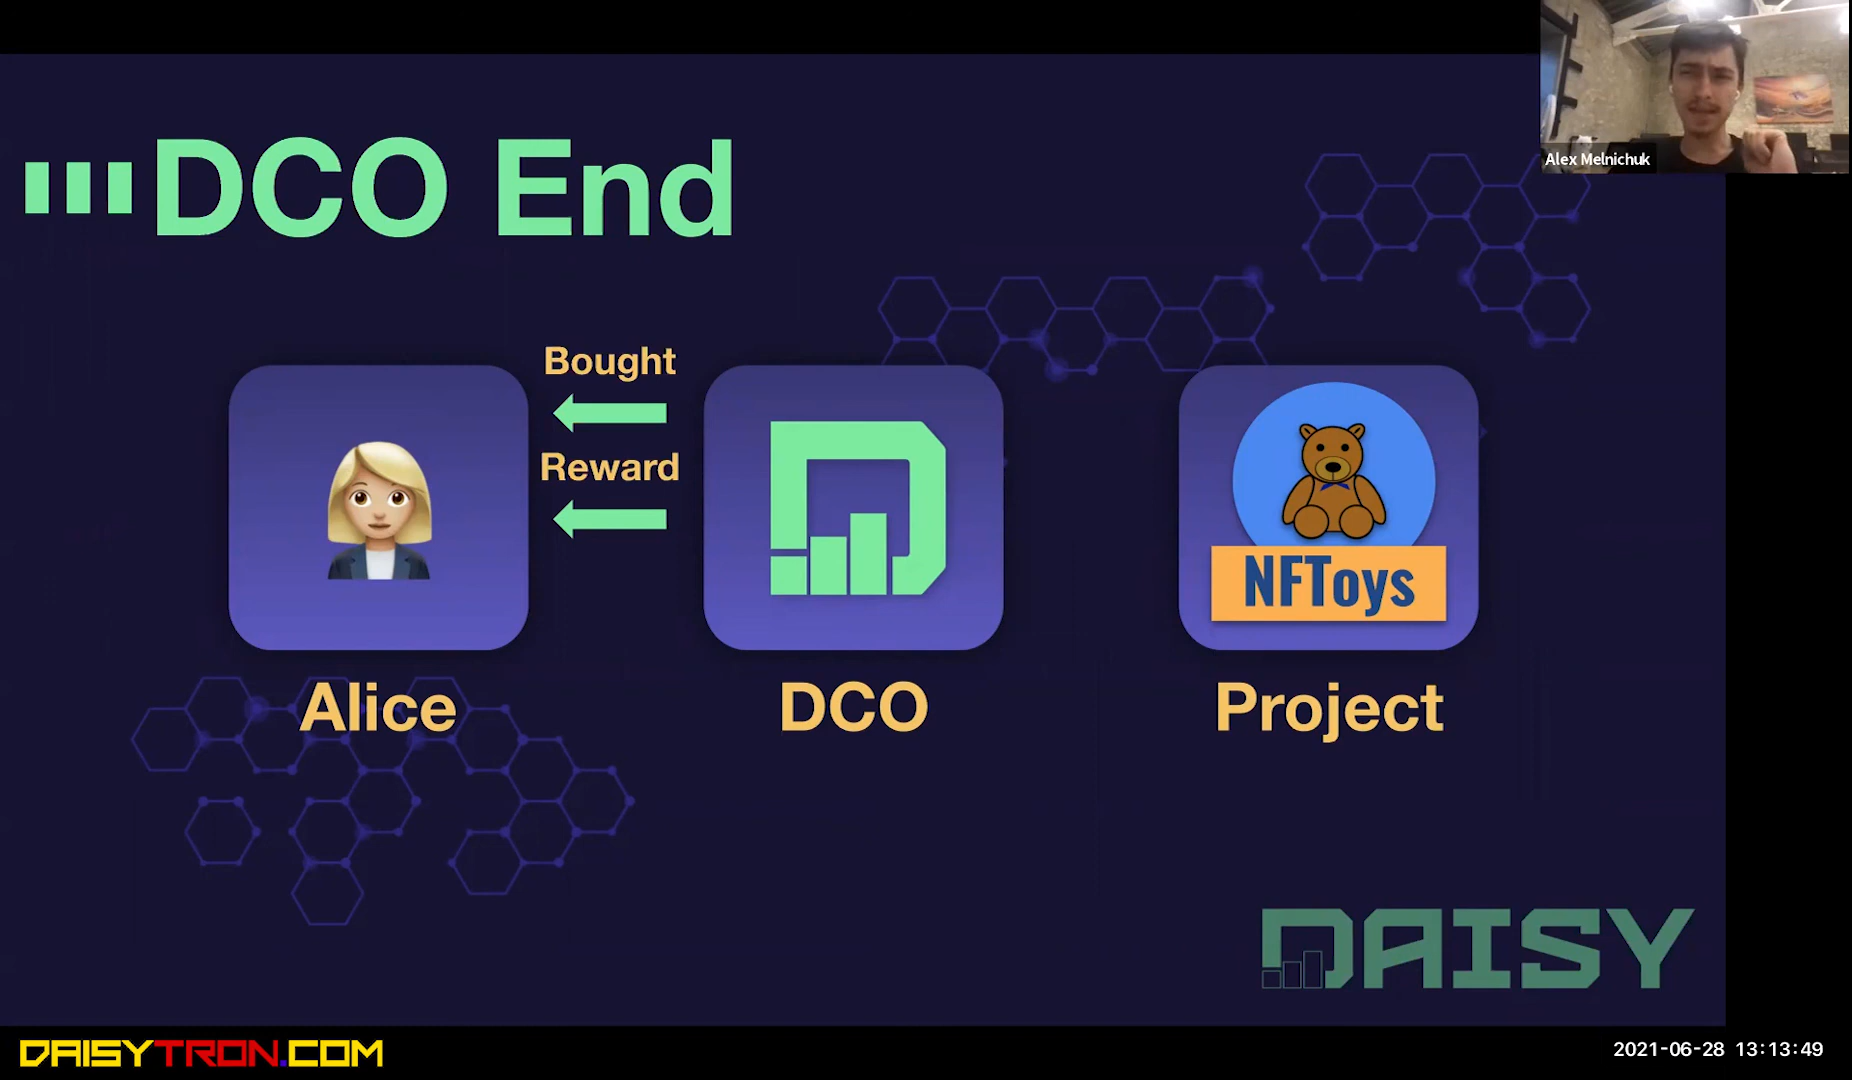 Alex Melnichuk
DCO End
Bought
Reward
NFToys
Alice
DCO
Project
DAISY
DAISYTRON.COM
2021-06-28 13:13:49